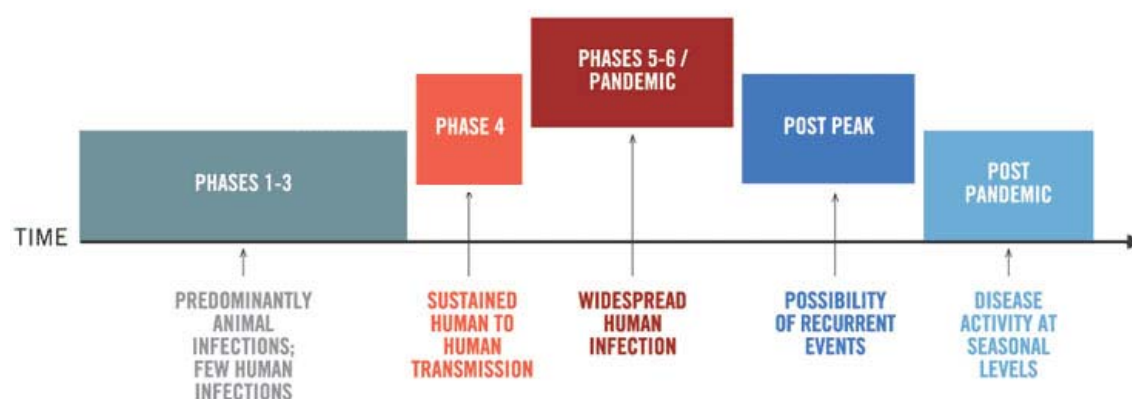 PHASES 1-3
PHASE 4
PHASES 5-6 /
PANDEMIC
POST PEAK
POST
PANDEMIC
TIME
PREDOMINANTLY
ANIMAL
INFECTIONS;
FEW HUMAN
INFECTIONS
SUSTAINED
HUMAN TO
HUMAN
TRANSMISSION
WIDESPREAD
HUMAN
INFECTION
POSSIBILITY
OF RECURRENT
EVENTS
DISEASE
ACTIVITY AT
SEASONAL
LEVELS